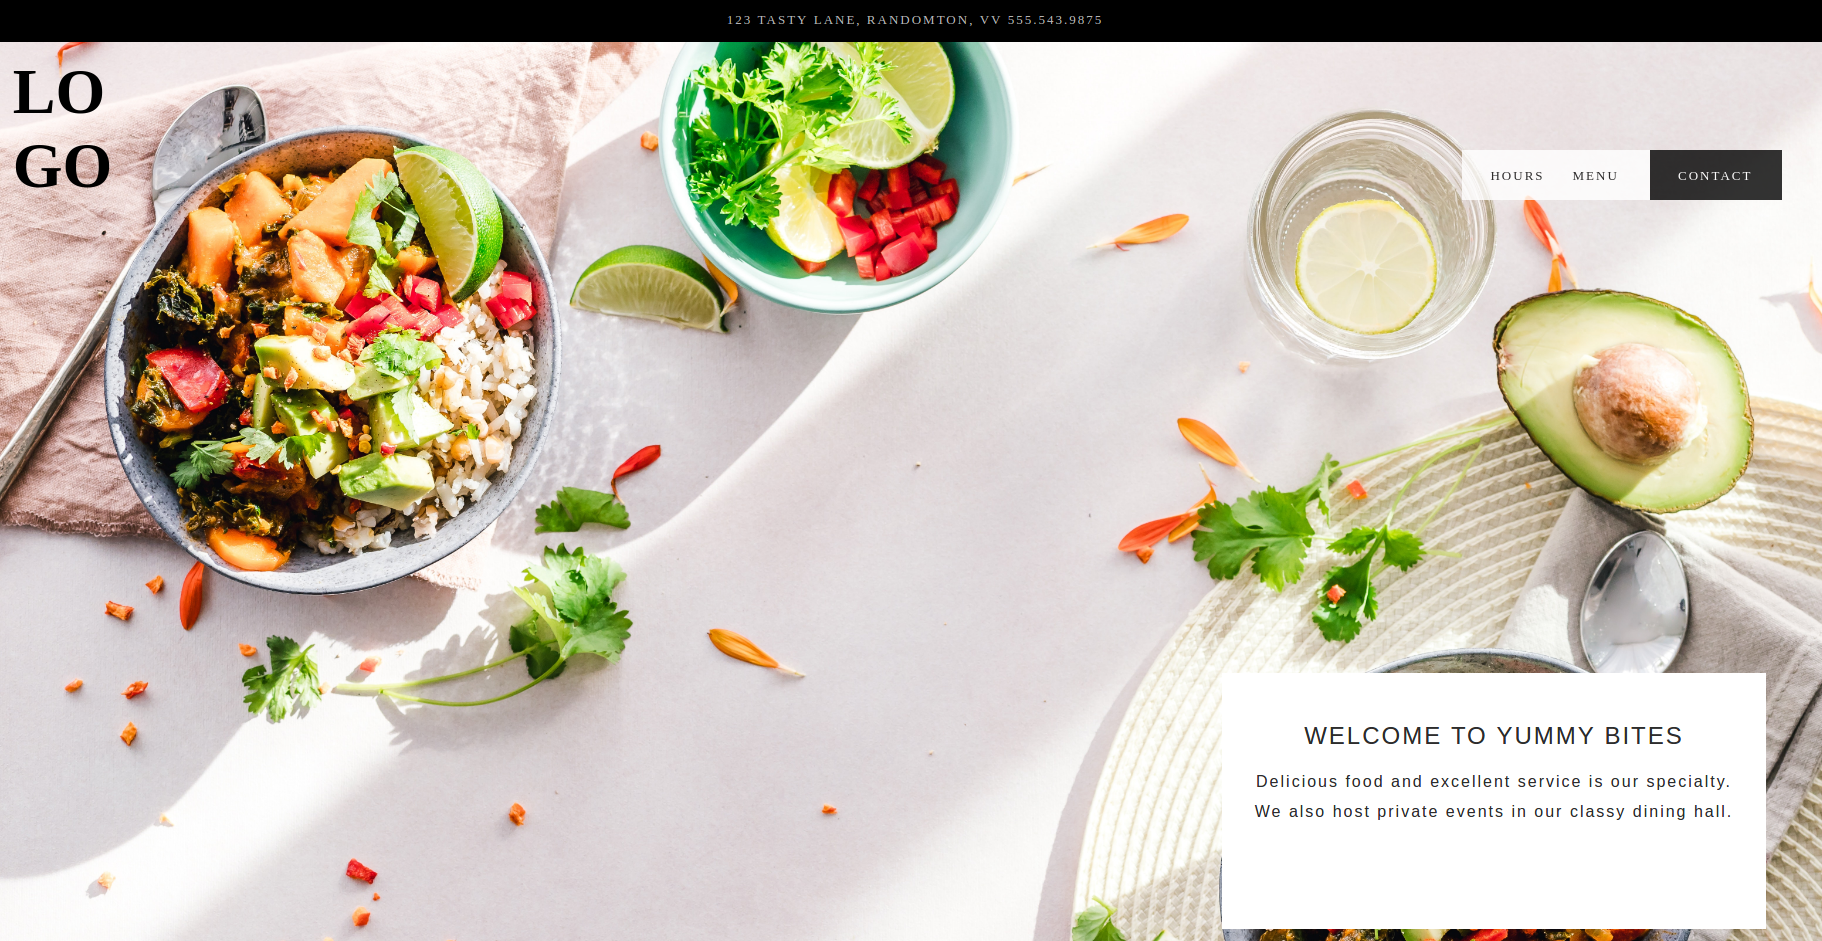 123 TASTY LANE, RANDOMTON, VV 555.543.9875
LO
GO
HOURS MENU CONTACT
WELCOME TO YUMMY BITES
Delicious food and excellent service is our specialty.
We also host private events in our classy dining hall.